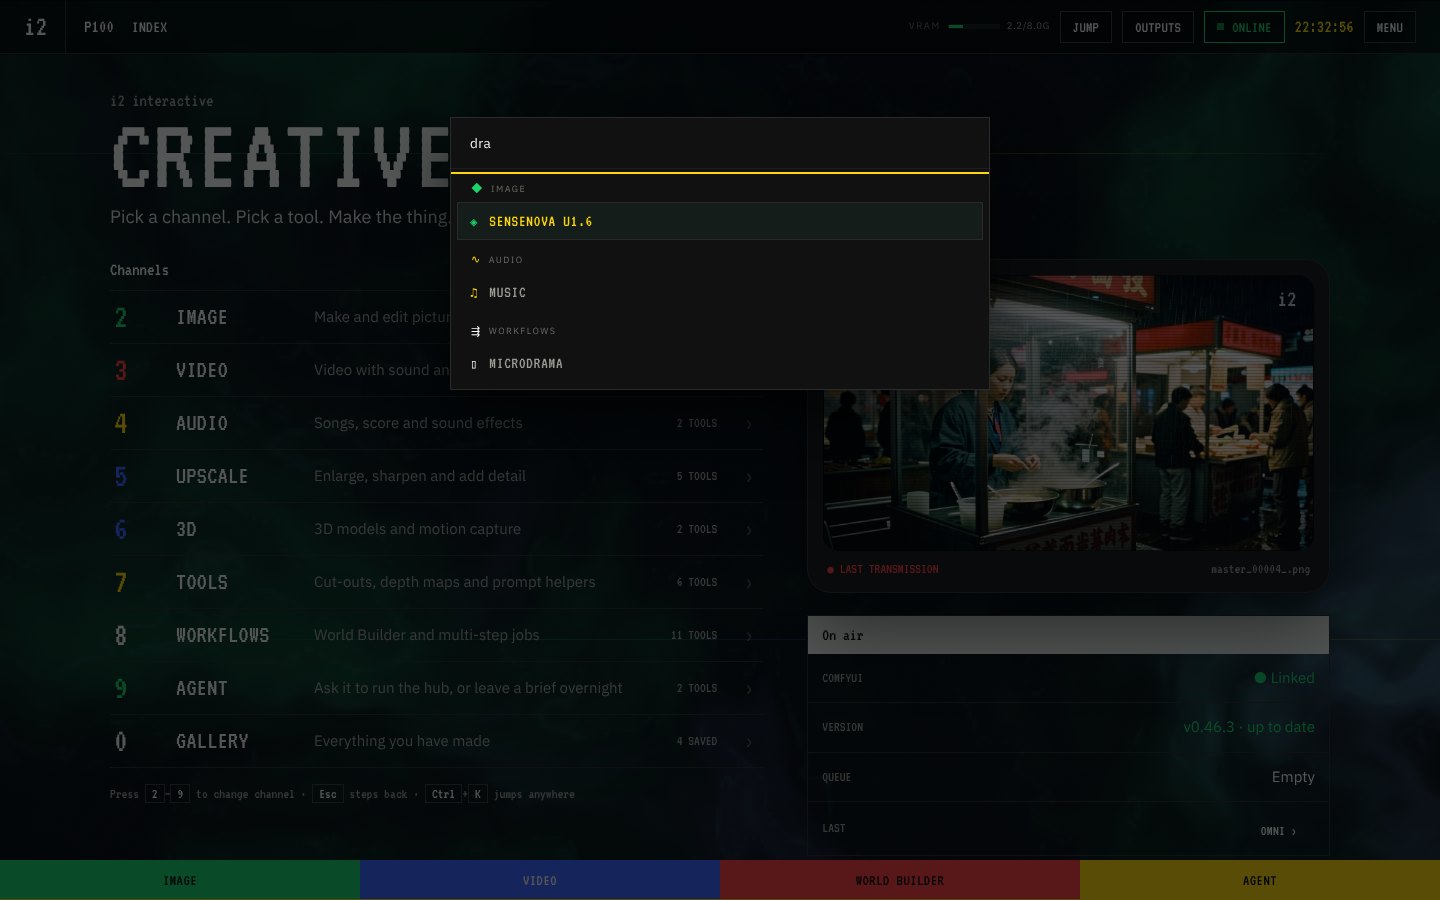 i2 P100 INDEX VRAM 2.2/8.0G JUMP OUTPUTS ONLINE 22:32:56 MENU
i2 interactive
CREATIVE
Pick a channel. Pick a tool. Make the thing.
dra
IMAGE
SENSENOVA U1.6
AUDIO
MUSIC
WORKFLOWS
MICRODRAMA
Channels
2 IMAGE Make and edit pictur
3 VIDEO Video with sound an
4 AUDIO Songs, score and sound effects 2 TOOLS
5 UPSCALE Enlarge, sharpen and add detail 5 TOOLS
6 3D 3D models and motion capture 2 TOOLS
7 TOOLS Cut-outs, depth maps and prompt helpers 6 TOOLS
8 WORKFLOWS World Builder and multi-step jobs 11 TOOLS
9 AGENT Ask it to run the hub, or leave a brief overnight 2 TOOLS
0 GALLERY Everything you have made 4 SAVED
Press 2-9 to change channel · Esc steps back · Ctrl+K jumps anywhere
i2
LAST TRANSMISSION master_00004_.png
On air
COMFYUI Linked
VERSION v0.46.3 · up to date
QUEUE Empty
LAST OMNI ›
IMAGE VIDEO WORLD BUILDER AGENT